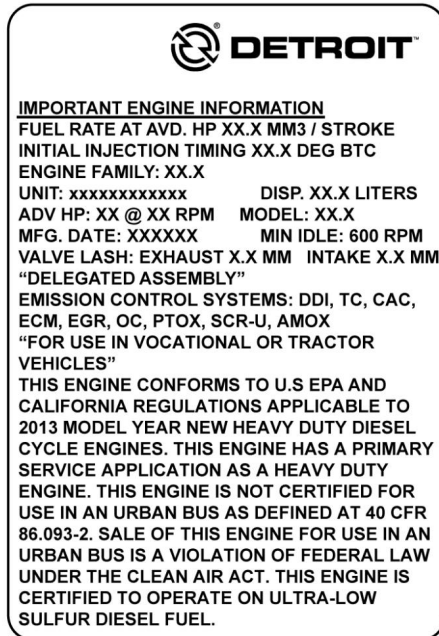 DETROIT
IMPORTANT ENGINE INFORMATION
FUEL RATE AT AVD. HP XX.X MM3 / STROKE
INITIAL INJECTION TIMING XX.X DEG BTC
ENGINE FAMILY: XX.X
UNIT: xxxxxxxxxxxx DISP. XX.X LITERS
ADV HP: XX @ XX RPM MODEL: XX.X
MFG. DATE: XXXXXX MIN IDLE: 600 RPM
VALVE LASH: EXHAUST X.X MM INTAKE X.X MM
“DELEGATED ASSEMBLY”
EMISSION CONTROL SYSTEMS: DDI, TC, CAC,
ECM, EGR, OC, PTOX, SCR-U, AMOX
“FOR USE IN VOCATIONAL OR TRACTOR
VEHICLES”
THIS ENGINE CONFORMS TO U.S EPA AND
CALIFORNIA REGULATIONS APPLICABLE TO
2013 MODEL YEAR NEW HEAVY DUTY DIESEL
CYCLE ENGINES. THIS ENGINE HAS A PRIMARY
SERVICE APPLICATION AS A HEAVY DUTY
ENGINE. THIS ENGINE IS NOT CERTIFIED FOR
USE IN AN URBAN BUS AS DEFINED AT 40 CFR
86.093-2. SALE OF THIS ENGINE FOR USE IN AN
URBAN BUS IS A VIOLATION OF FEDERAL LAW
UNDER THE CLEAN AIR ACT. THIS ENGINE IS
CERTIFIED TO OPERATE ON ULTRA-LOW
SULFUR DIESEL FUEL.